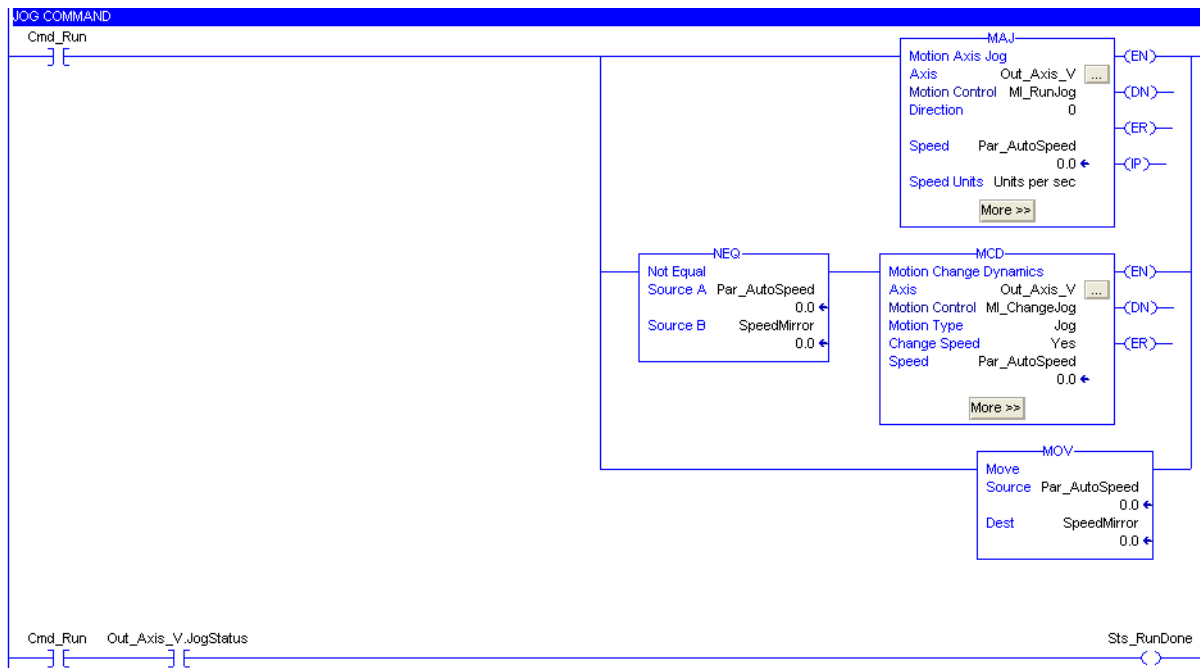 JOG COMMAND
Cmd_Run
MAJ
Motion Axis Jog
Axis Out_Axis_V ...
Motion Control MI_RunJog
Direction 0
Speed Par_AutoSpeed
0.0
Speed Units Units per sec
More >>
(EN)
(DN)
(ER)
(IP)
NEQ
Not Equal
Source A Par_AutoSpeed
0.0
Source B SpeedMirror
0.0
MCD
Motion Change Dynamics
Axis Out_Axis_V ...
Motion Control MI_ChangeJog
Motion Type Jog
Change Speed Yes
Speed Par_AutoSpeed
0.0
More >>
(EN)
(DN)
(ER)
MOV
Move
Source Par_AutoSpeed
0.0
Dest SpeedMirror
0.0
Cmd_Run Out_Axis_V.JogStatus Sts_RunDone